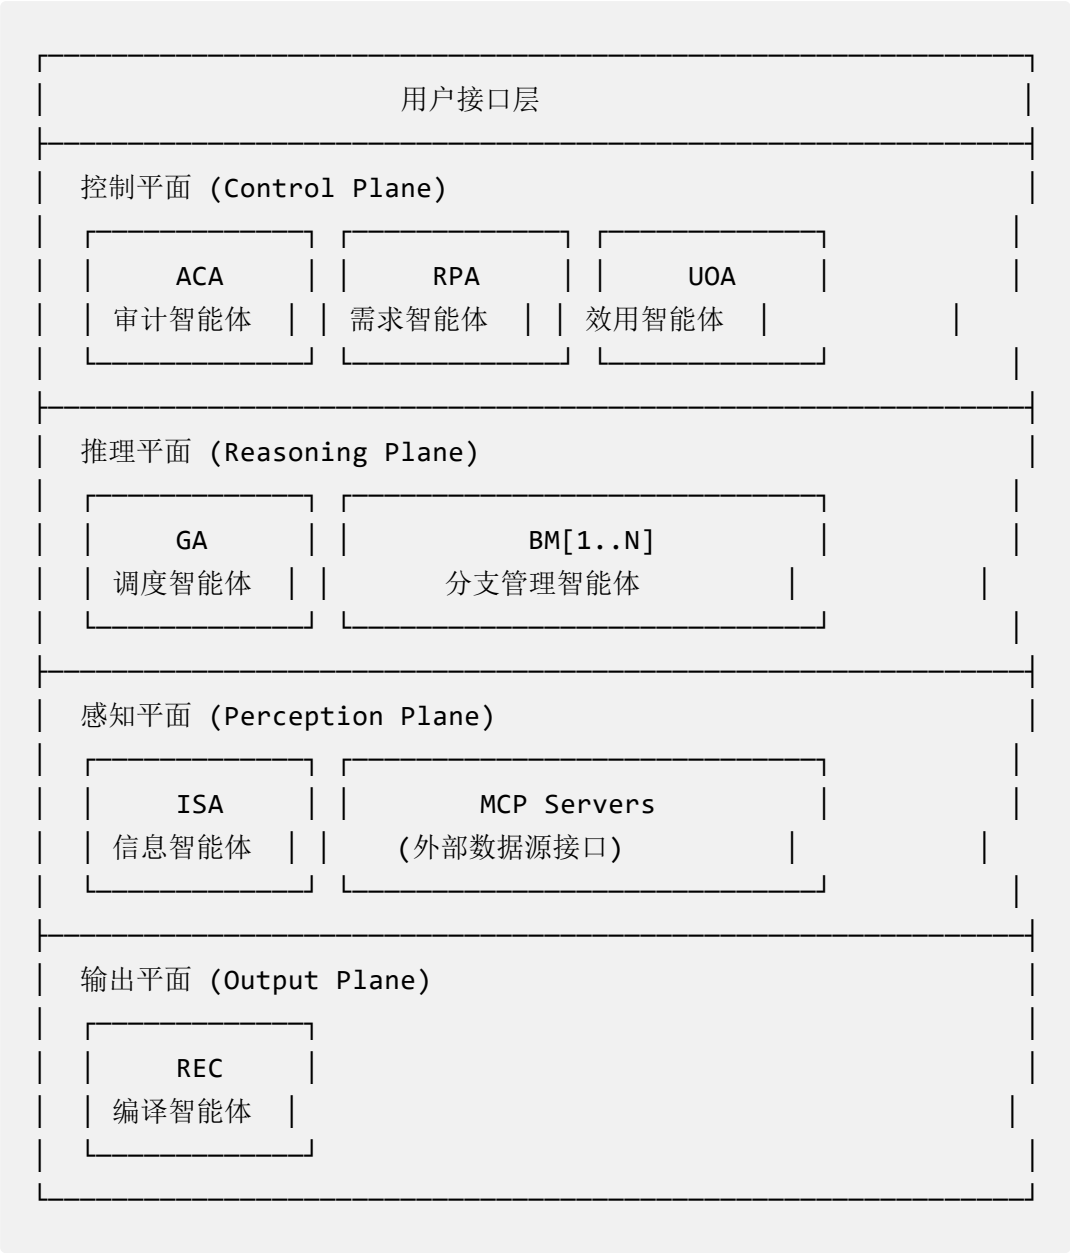 用户接口层
控制平面 (Control Plane)
ACA RPA UOA
审计智能体 需求智能体 效用智能体
推理平面 (Reasoning Plane)
GA BM[1..N]
调度智能体 分支管理智能体
感知平面 (Perception Plane)
ISA MCP Servers
信息智能体 (外部数据源接口)
输出平面 (Output Plane)
REC
编译智能体